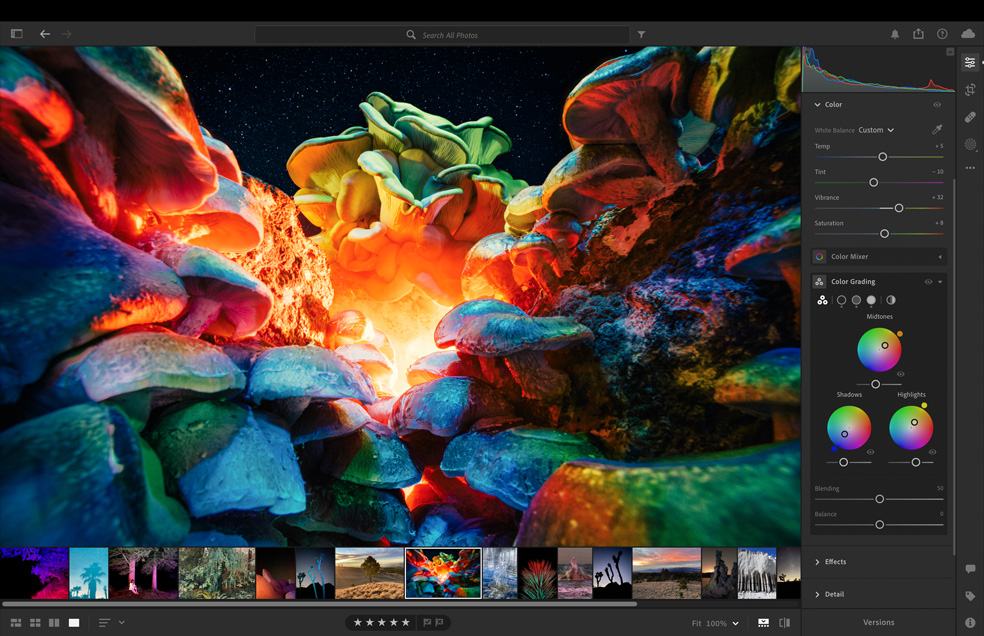 Search All Photos
Color
White Balance Custom
Temp + 5
Tint – 10
Vibrance + 32
Saturation + 8
Color Mixer
Color Grading
Midtones
Shadows Highlights
Blending 50
Balance 0
Effects
Detail
Fit 100% Versions